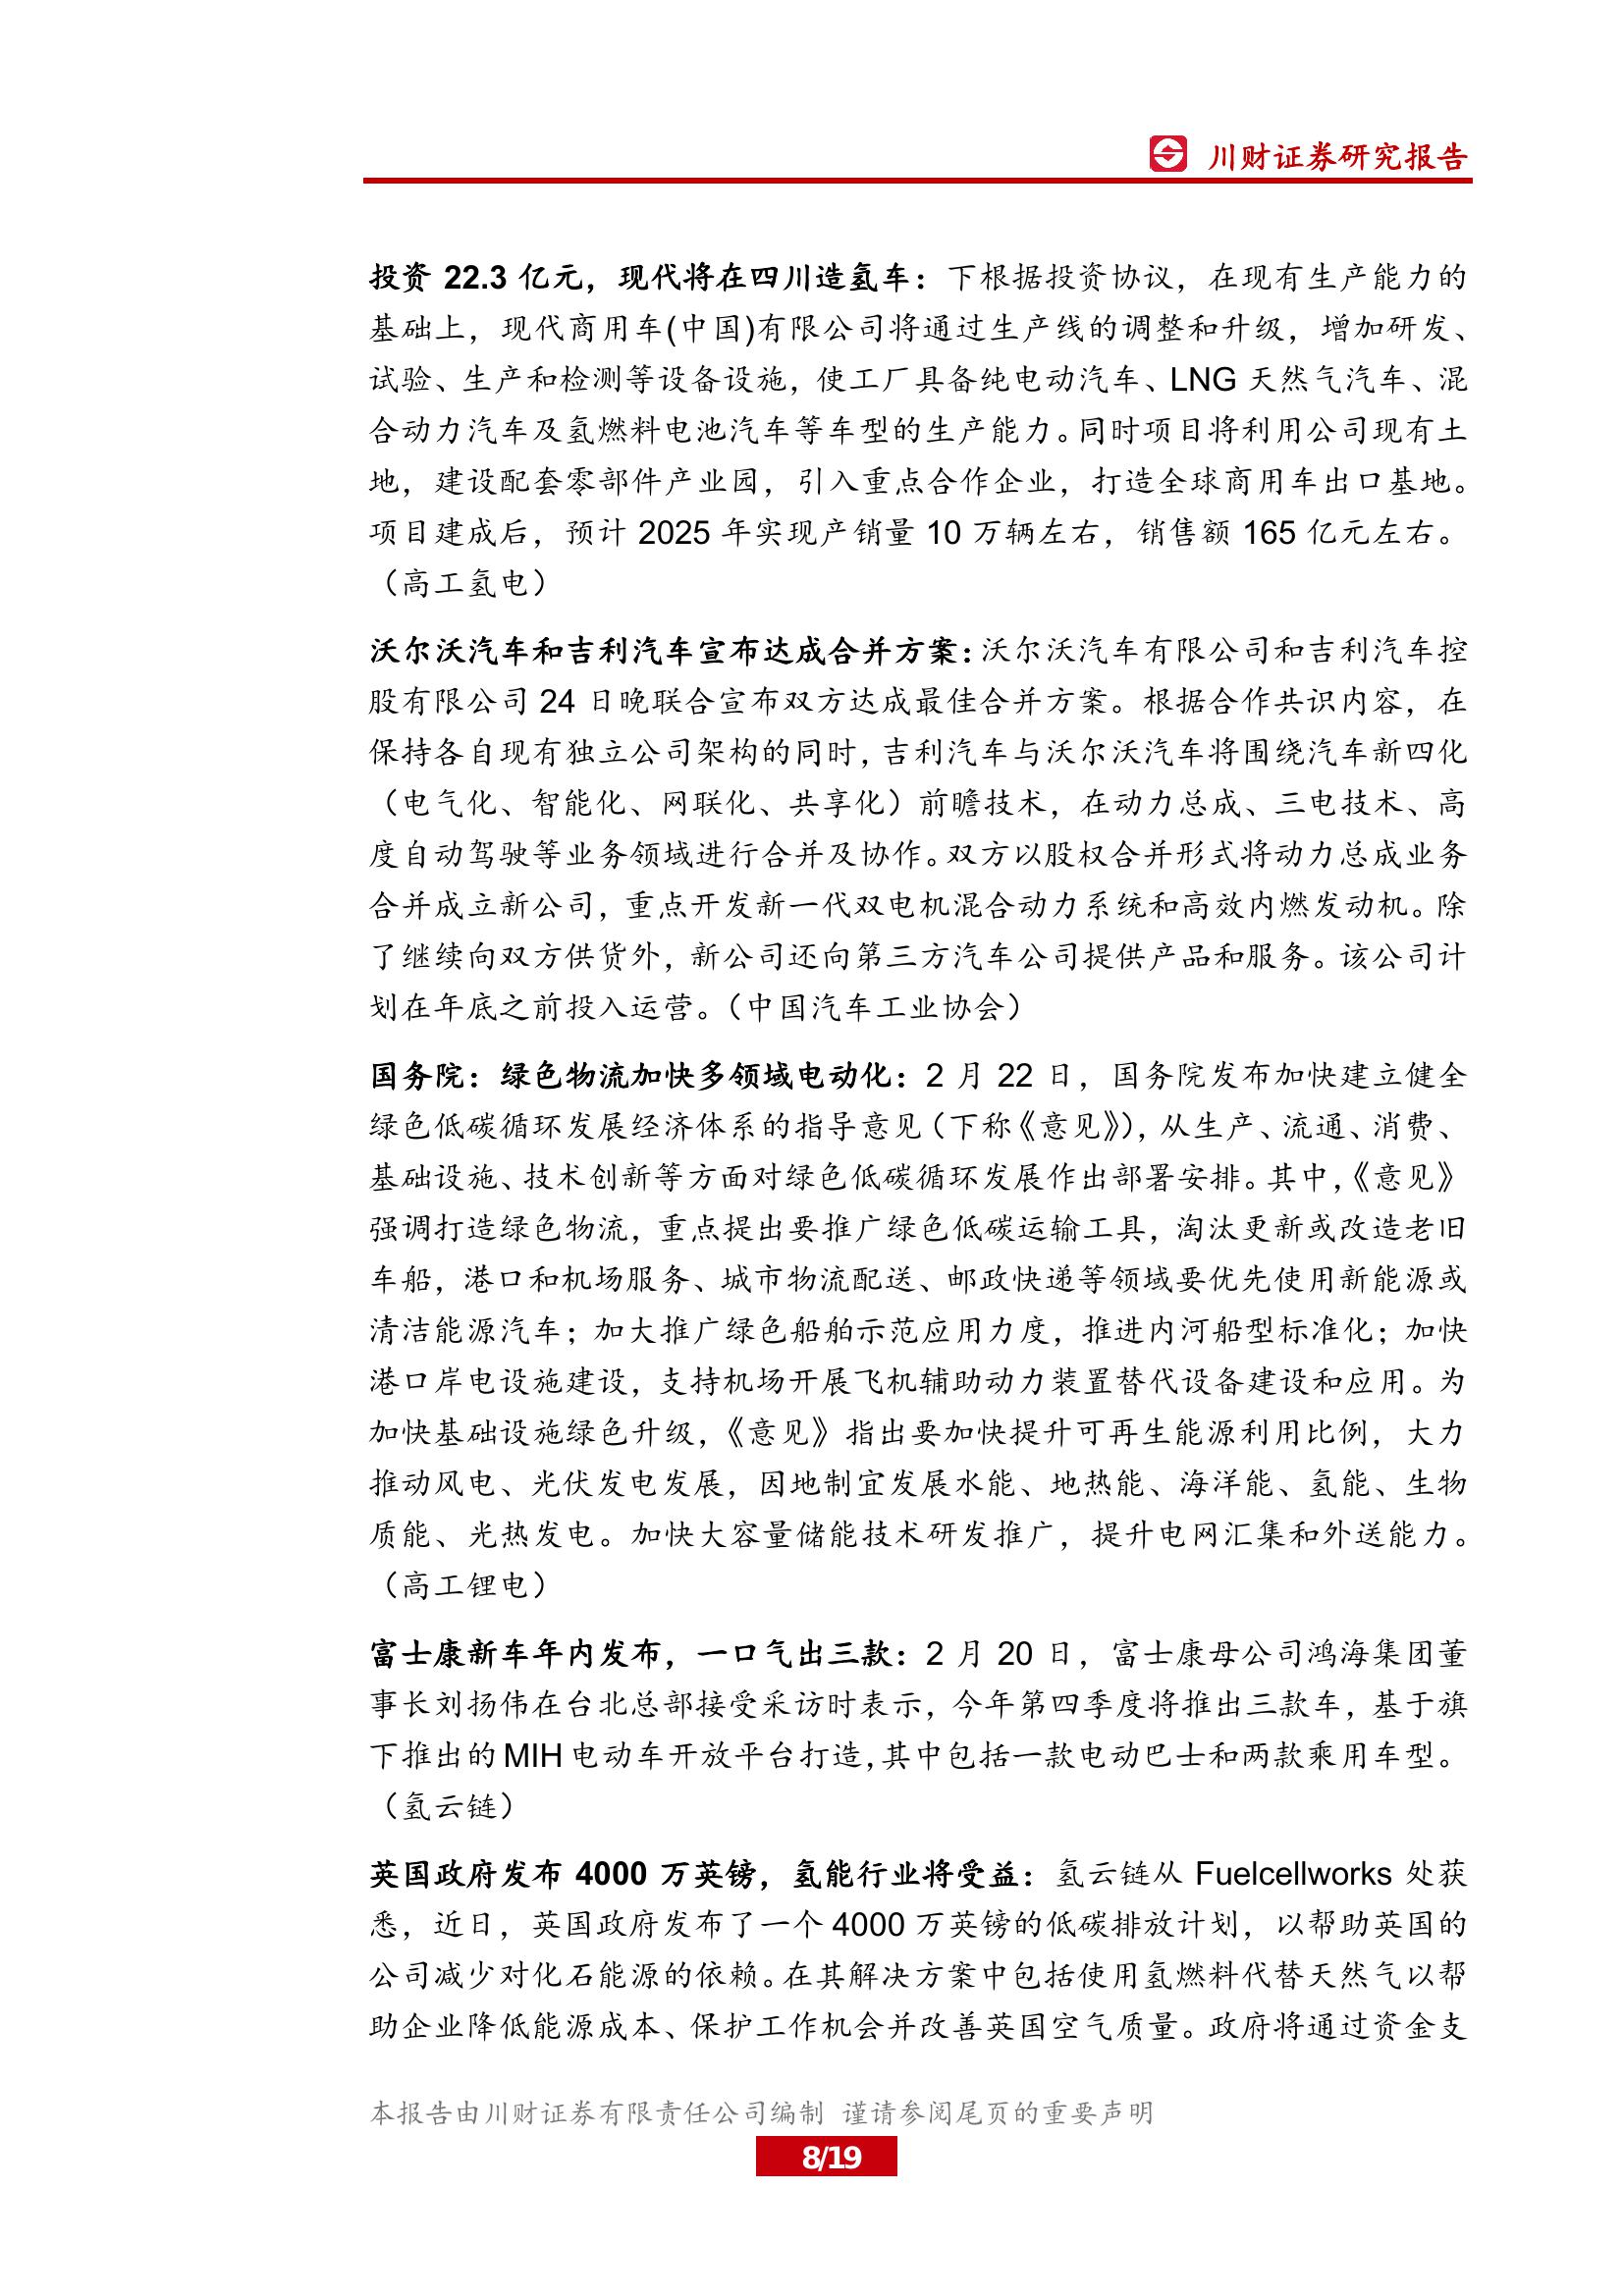 川财证券研究报告
投资 22.3 亿元，现代将在四川造氢车：下根据投资协议，在现有生产能力的
基础上，现代商用车(中国)有限公司将通过生产线的调整和升级，增加研发、
试验、生产和检测等设备设施，使工厂具备纯电动汽车、LNG 天然气汽车、混
合动力汽车及氢燃料电池汽车等车型的生产能力。同时项目将利用公司现有土
地，建设配套零部件产业园，引入重点合作企业，打造全球商用车出口基地。
项目建成后，预计 2025 年实现产销量 10 万辆左右，销售额 165 亿元左右。
（高工氢电）
沃尔沃汽车和吉利汽车宣布达成合并方案：沃尔沃汽车有限公司和吉利汽车控
股有限公司 24 日晚联合宣布双方达成最佳合并方案。根据合作共识内容，在
保持各自现有独立公司架构的同时，吉利汽车与沃尔沃汽车将围绕汽车新四化
（电气化、智能化、网联化、共享化）前瞻技术，在动力总成、三电技术、高
度自动驾驶等业务领域进行合并及协作。双方以股权合并形式将动力总成业务
合并成立新公司，重点开发新一代双电机混合动力系统和高效内燃发动机。除
了继续向双方供货外，新公司还向第三方汽车公司提供产品和服务。该公司计
划在年底之前投入运营。（中国汽车工业协会）
国务院：绿色物流加快多领域电动化：2 月 22 日，国务院发布加快建立健全
绿色低碳循环发展经济体系的指导意见（下称《意见》），从生产、流通、消费、
基础设施、技术创新等方面对绿色低碳循环发展作出部署安排。其中，《意见》
强调打造绿色物流，重点提出要推广绿色低碳运输工具，淘汰更新或改造老旧
车船，港口和机场服务、城市物流配送、邮政快递等领域要优先使用新能源或
清洁能源汽车；加大推广绿色船舶示范应用力度，推进内河船型标准化；加快
港口岸电设施建设，支持机场开展飞机辅助动力装置替代设备建设和应用。为
加快基础设施绿色升级，《意见》指出要加快提升可再生能源利用比例，大力
推动风电、光伏发电发展，因地制宜发展水能、地热能、海洋能、氢能、生物
质能、光热发电。加快大容量储能技术研发推广，提升电网汇集和外送能力。
（高工锂电）
富士康新车年内发布，一口气出三款：2 月 20 日，富士康母公司鸿海集团董
事长刘扬伟在台北总部接受采访时表示，今年第四季度将推出三款车，基于旗
下推出的 MIH 电动车开放平台打造，其中包括一款电动巴士和两款乘用车型。
（氢云链）
英国政府发布 4000 万英镑，氢能行业将受益：氢云链从 Fuelcellworks 处获
悉，近日，英国政府发布了一个 4000 万英镑的低碳排放计划，以帮助英国的
公司减少对化石能源的依赖。在其解决方案中包括使用氢燃料代替天然气以帮
助企业降低能源成本、保护工作机会并改善英国空气质量。政府将通过资金支
本报告由川财证券有限责任公司编制 谨请参阅尾页的重要声明
8/19